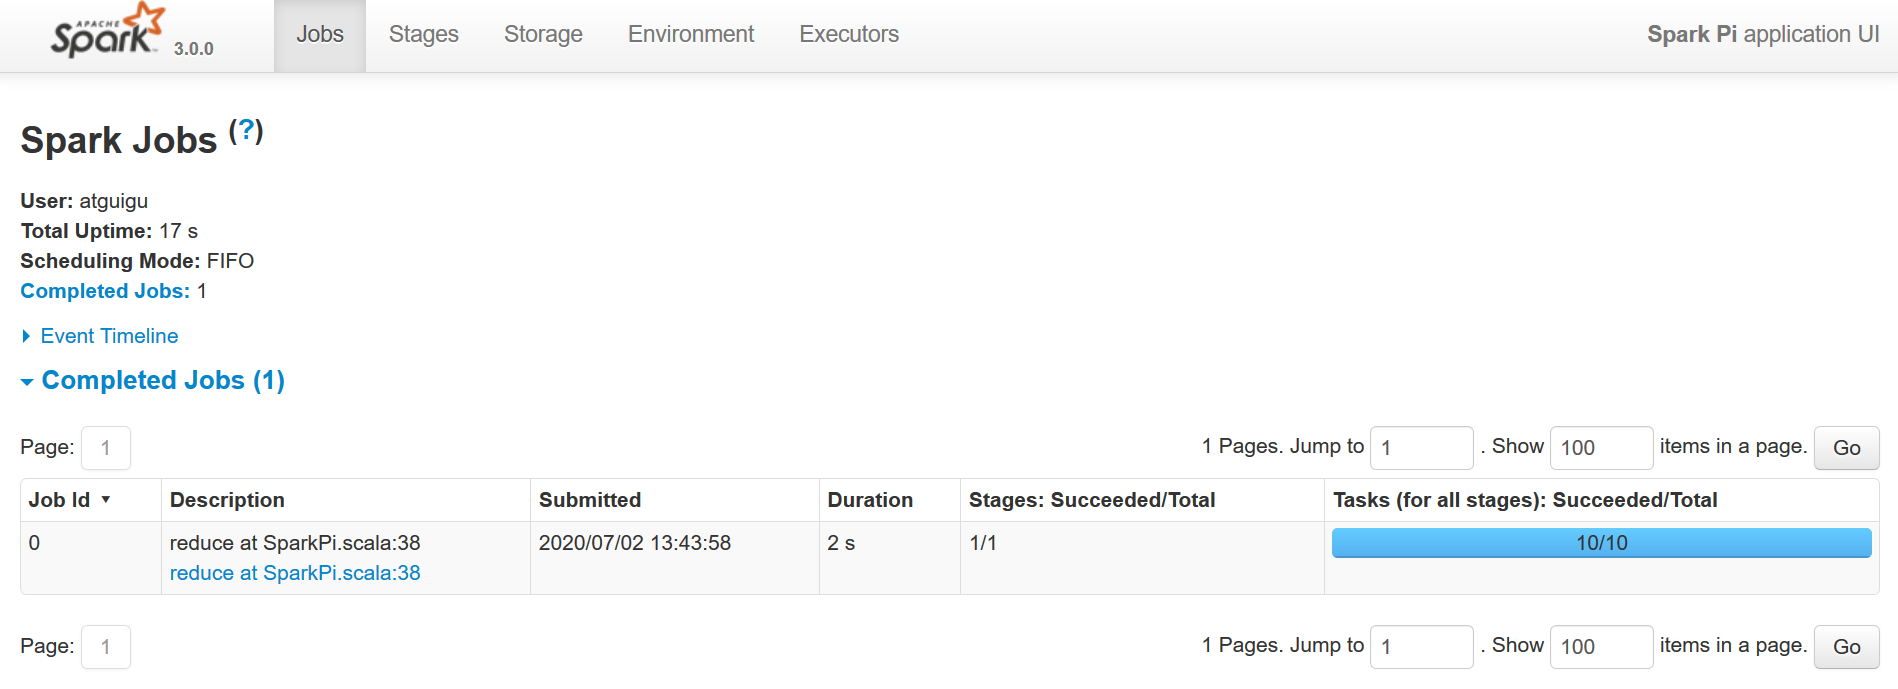 APACHE
Spark 3.0.0 Jobs Stages Storage Environment Executors Spark Pi application UI
Spark Jobs (?)
User: atguigu
Total Uptime: 17 s
Scheduling Mode: FIFO
Completed Jobs: 1
Event Timeline
Completed Jobs (1)
Page: 1 1 Pages. Jump to 1 . Show 100 items in a page. Go
Job Id ▾ Description Submitted Duration Stages: Succeeded/Total Tasks (for all stages): Succeeded/Total
0 reduce at SparkPi.scala:38 2020/07/02 13:43:58 2 s 1/1 10/10
reduce at SparkPi.scala:38
Page: 1 1 Pages. Jump to 1 . Show 100 items in a page. Go